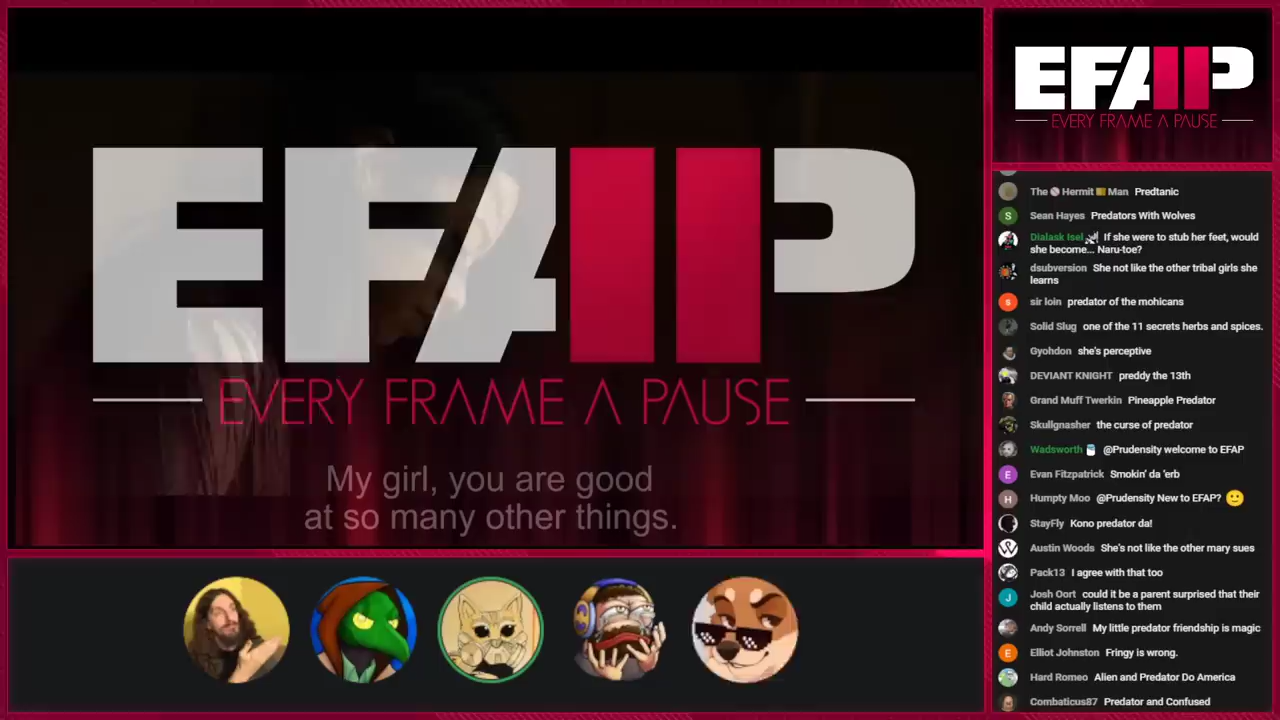 EFAP
EVERY FRAME A PAUSE
My girl, you are good
at so many other things.
EFAP
EVERY FRAME A PAUSE
The Hermit Man Predtanic
Sean Hayes Predators With Wolves
Dialask Isel If she were to stub her feet, would
she become... Naru-toe?
dsubversion She not like the other tribal girls she
learns
sir loin predator of the mohicans
Solid Slug one of the 11 secrets herbs and spices.
Gyohdon she's perceptive
DEVIANT KNIGHT preddy the 13th
Grand Muff Twerkin Pineapple Predator
Skullgnasher the curse of predator
Wadsworth @Prudensity welcome to EFAP
Evan Fitzpatrick Smokin' da 'erb
Humpty Moo @Prudensity New to EFAP? 🙂
StayFly Kono predator da!
Austin Woods She's not like the other mary sues
Pack13 I agree with that too
Josh Oort could it be a parent surprised that their
child actually listens to them
Andy Sorrell My little predator friendship is magic
Elliot Johnston Fringy is wrong.
Hard Romeo Alien and Predator Do America
Combaticus87 Predator and Confused